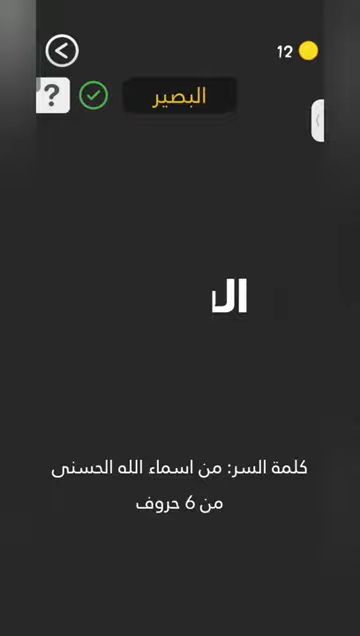 12
?
البصير
ال
كلمة السر: من اسماء الله الحسنى
من 6 حروف